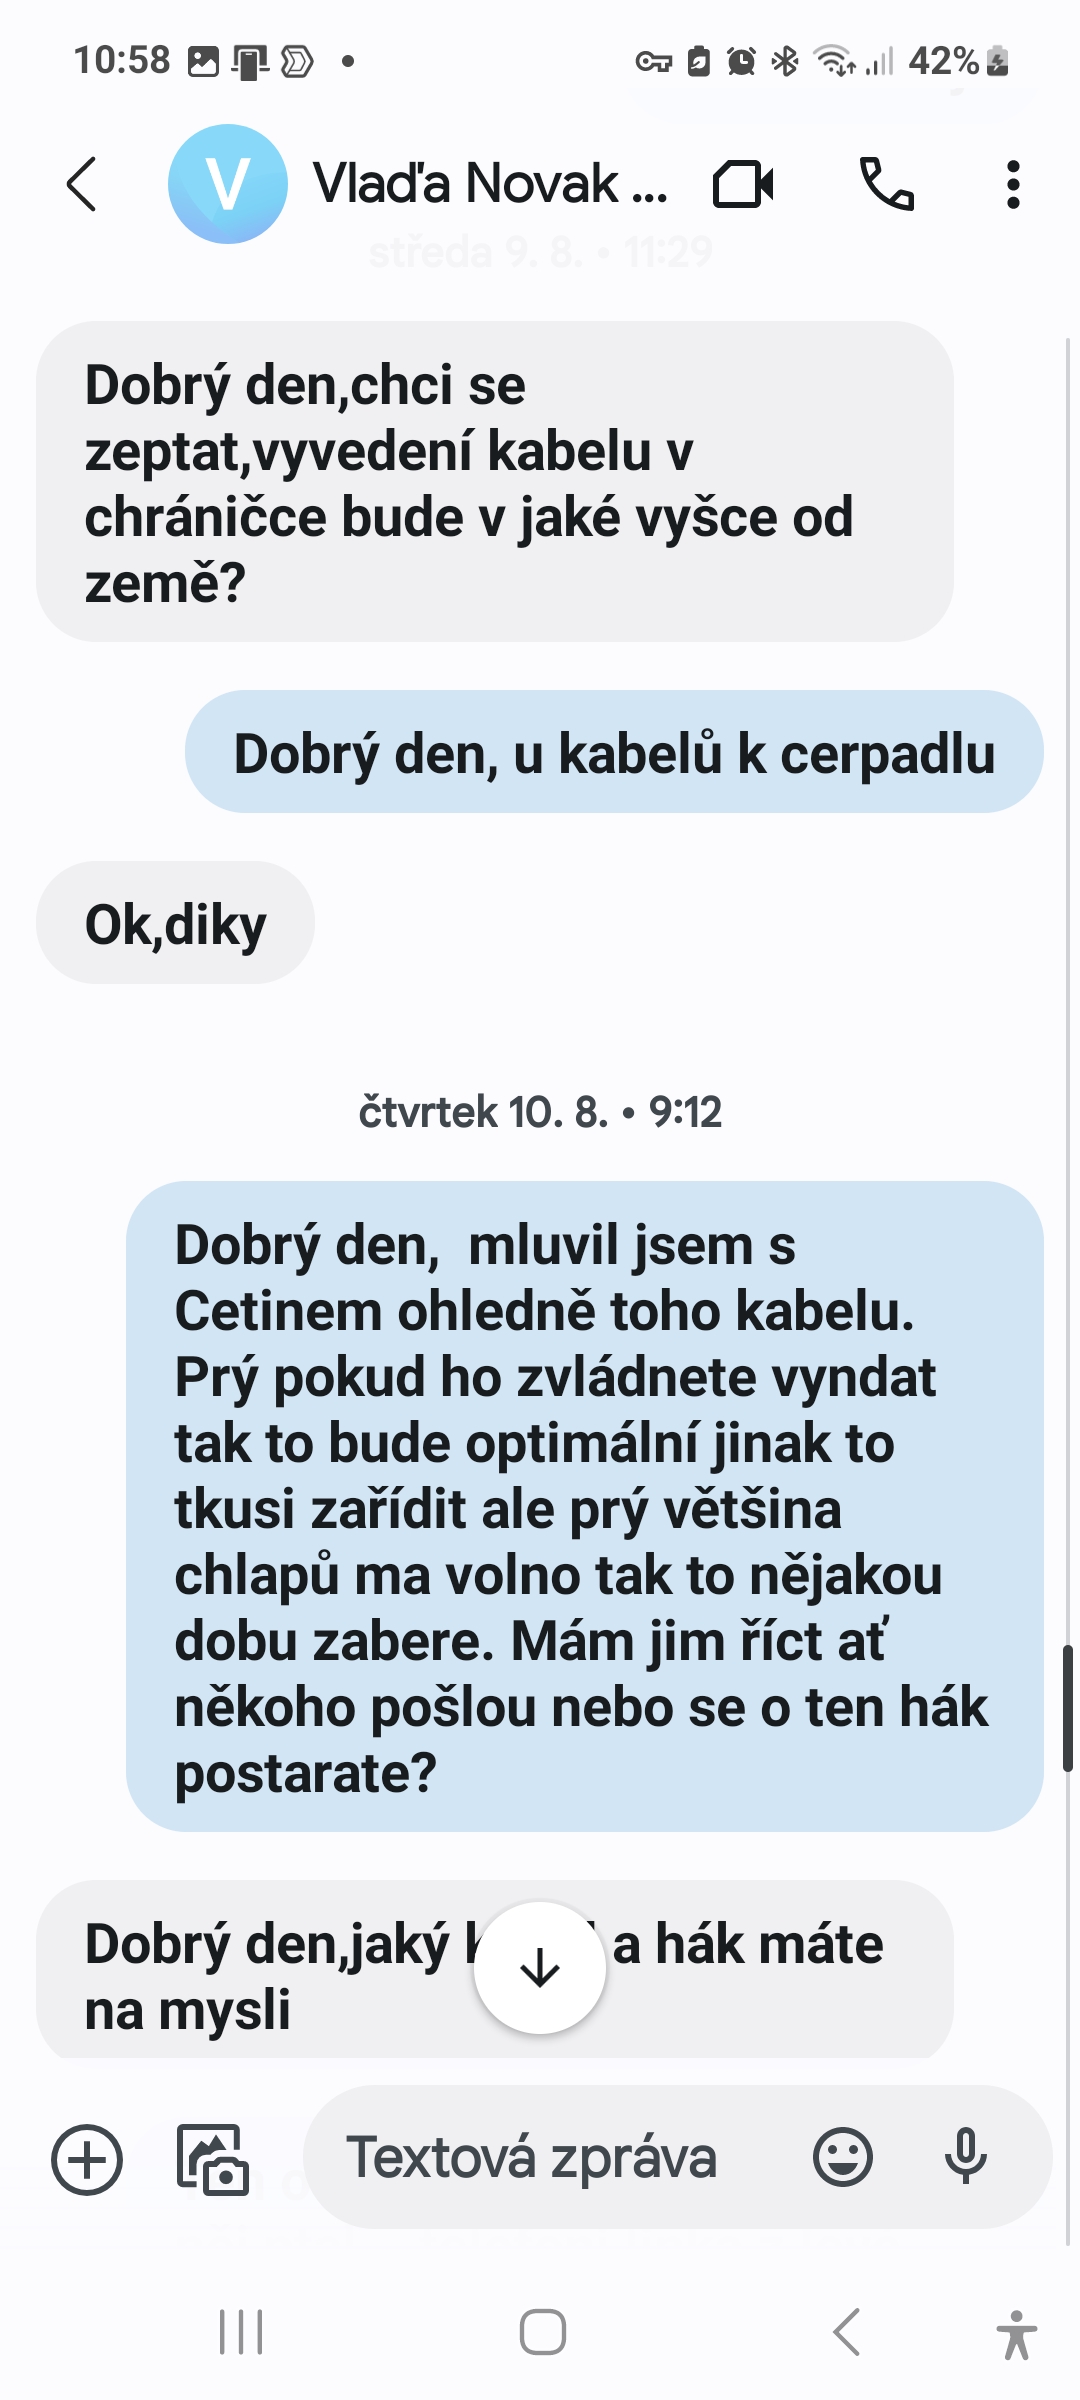 10:58
42%
V
Vlaďa Novak ...
středa 9. 8. • 11:29
Dobrý den,chci se
zeptat,vyvedení kabelu v
chráničce bude v jaké vyšce od
země?
Dobrý den, u kabelů k cerpadlu
Ok,diky
čtvrtek 10. 8. • 9:12
Dobrý den,  mluvil jsem s
Cetinem ohledně toho kabelu.
Prý pokud ho zvládnete vyndat
tak to bude optimální jinak to
tkusi zařídit ale prý většina
chlapů ma volno tak to nějakou
dobu zabere. Mám jim říct ať
někoho pošlou nebo se o ten hák
postarate?
Dobrý den,jaký a hák máte
na mysli
Textová zpráva